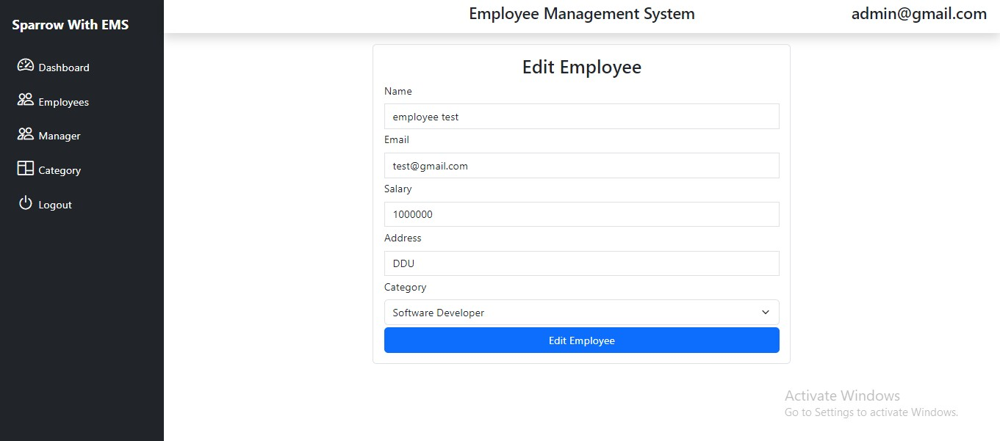 Sparrow With EMS
Dashboard
Employees
Manager
Category
Logout
Employee Management System
admin@gmail.com
Edit Employee
Name
employee test
Email
test@gmail.com
Salary
1000000
Address
DDU
Category
Software Developer
Edit Employee
Activate Windows
Go to Settings to activate Windows.